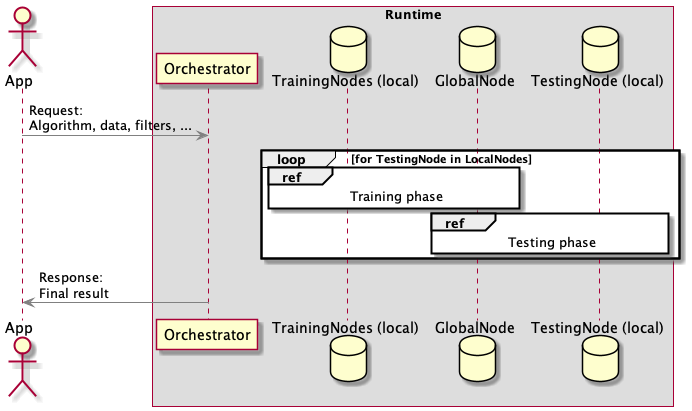 Runtime
App
Orchestrator
TrainingNodes (local)
GlobalNode
TestingNode (local)
Request:
Algorithm, data, filters, ...
loop
[for TestingNode in LocalNodes]
ref
Training phase
ref
Testing phase
Response:
Final result
App
Orchestrator
TrainingNodes (local)
GlobalNode
TestingNode (local)